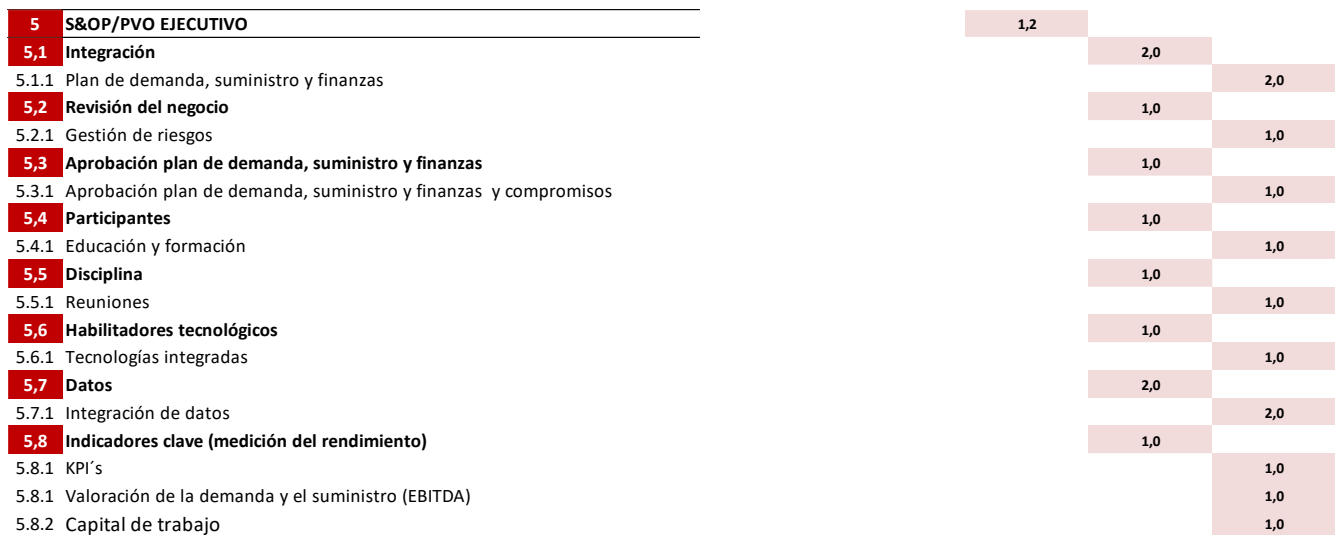 5 S&OP/PVO EJECUTIVO 1,2
5,1 Integración 2,0
5.1.1 Plan de demanda, suministro y finanzas 2,0
5,2 Revisión del negocio 1,0
5.2.1 Gestión de riesgos 1,0
5,3 Aprobación plan de demanda, suministro y finanzas 1,0
5.3.1 Aprobación plan de demanda, suministro y finanzas y compromisos 1,0
5,4 Participantes 1,0
5.4.1 Educación y formación 1,0
5,5 Disciplina 1,0
5.5.1 Reuniones 1,0
5,6 Habilitadores tecnológicos 1,0
5.6.1 Tecnologías integradas 1,0
5,7 Datos 2,0
5.7.1 Integración de datos 2,0
5,8 Indicadores clave (medición del rendimiento) 1,0
5.8.1 KPI´s 1,0
5.8.1 Valoración de la demanda y el suministro (EBITDA) 1,0
5.8.2 Capital de trabajo 1,0